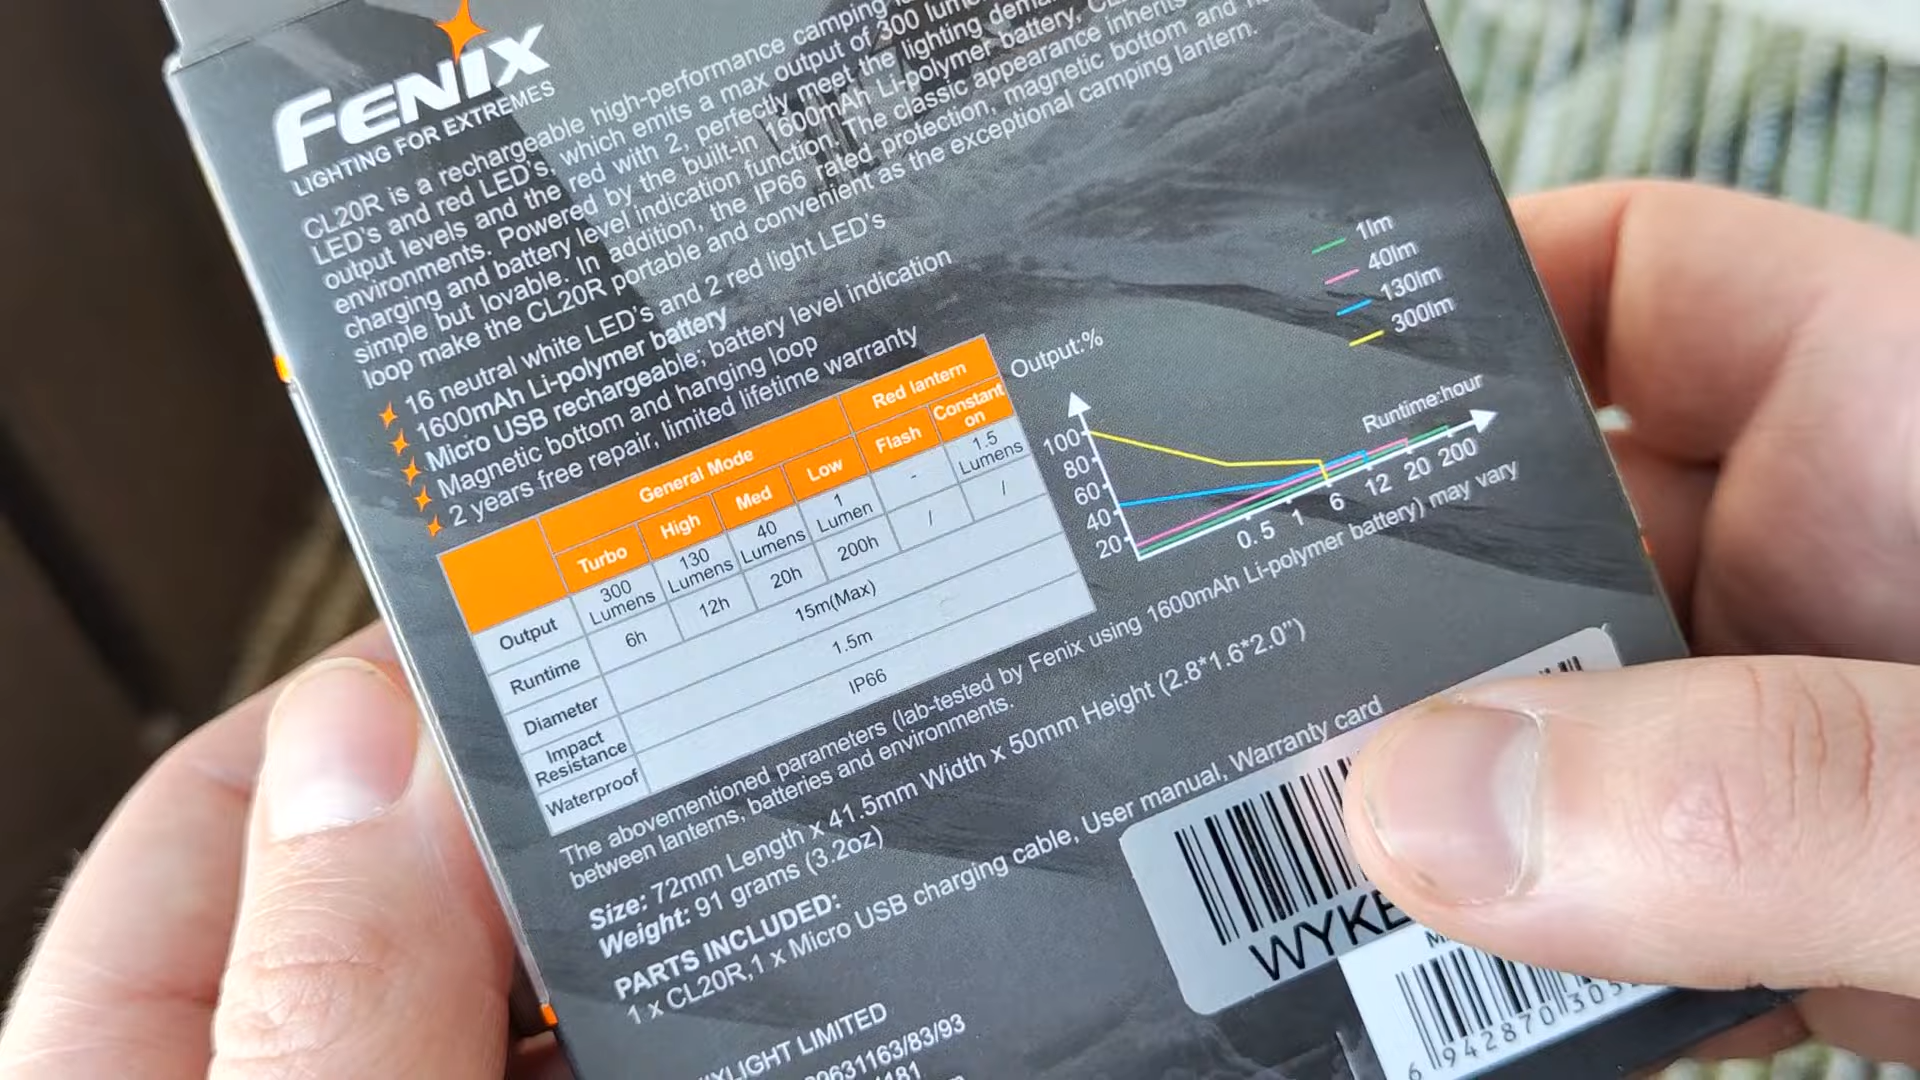 FENIX
LIGHTING FOR EXTREMES
CL20R is a rechargeable high-performance camping
LED's and red LED's, which emits a max output of 300
output levels and the red with 2, perfectly meet the lighting
environments. Powered by the built-in 1600mAh Li-polymer battery,
charging and battery level indication function. The classic appearance inherits
simple but lovable. In addition, the IP66 rated protection, magnetic bottom and
loop make the CL20R portable and convenient as the exceptional camping lantern.
16 neutral white LED's and 2 red light LED's
1600mAh Li-polymer battery
Micro USB rechargeable; battery level indication
Magnetic bottom and hanging loop
2 years free repair, limited lifetime warranty
General Mode Red lantern
Turbo High Med Low Flash Constant on
Output 300 Lumens 130 Lumens 40 Lumens 1 Lumen - 1.5 Lumens
Runtime 6h 12h 20h 200h / /
Diameter 15m(Max)
Impact Resistance 1.5m
Waterproof IP66
1lm
40lm
130lm
300lm
Output:%
Runtime:hour
100
80
60
40
20
0.5 1 6 12 20 200
The abovementioned parameters (lab-tested by Fenix using 1600mAh Li-polymer battery) may vary
between lanterns, batteries and environments.
Size: 72mm Length x 41.5mm Width x 50mm Height (2.8*1.6*2.0")
Weight: 91 grams (3.2oz)
PARTS INCLUDED:
1 x CL20R,1 x Micro USB charging cable, User manual, Warranty card
WYKE
LIGHT LIMITED
9631163/83/93
181
6 942870 30